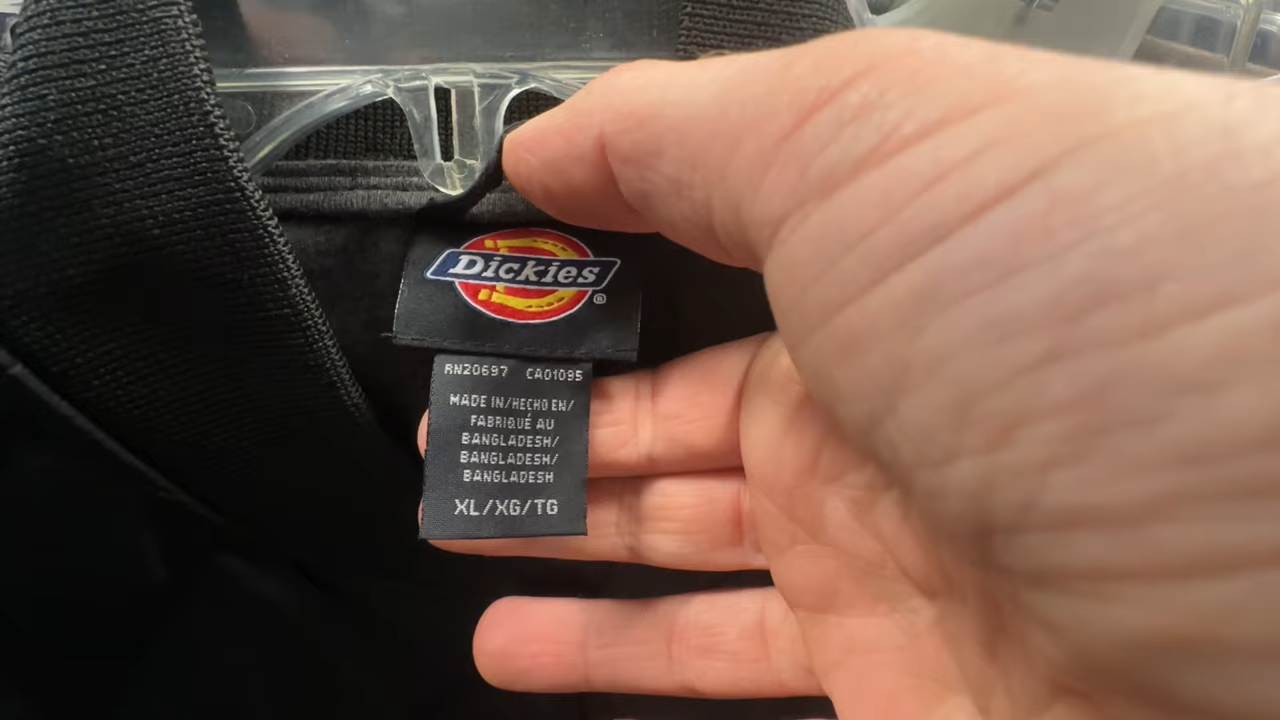 Dickies®
RN20697 CA01095
MADE IN/HECHO EN/
FABRIQUÉ AU
BANGLADESH/
BANGLADESH/
BANGLADESH
XL/XG/TG